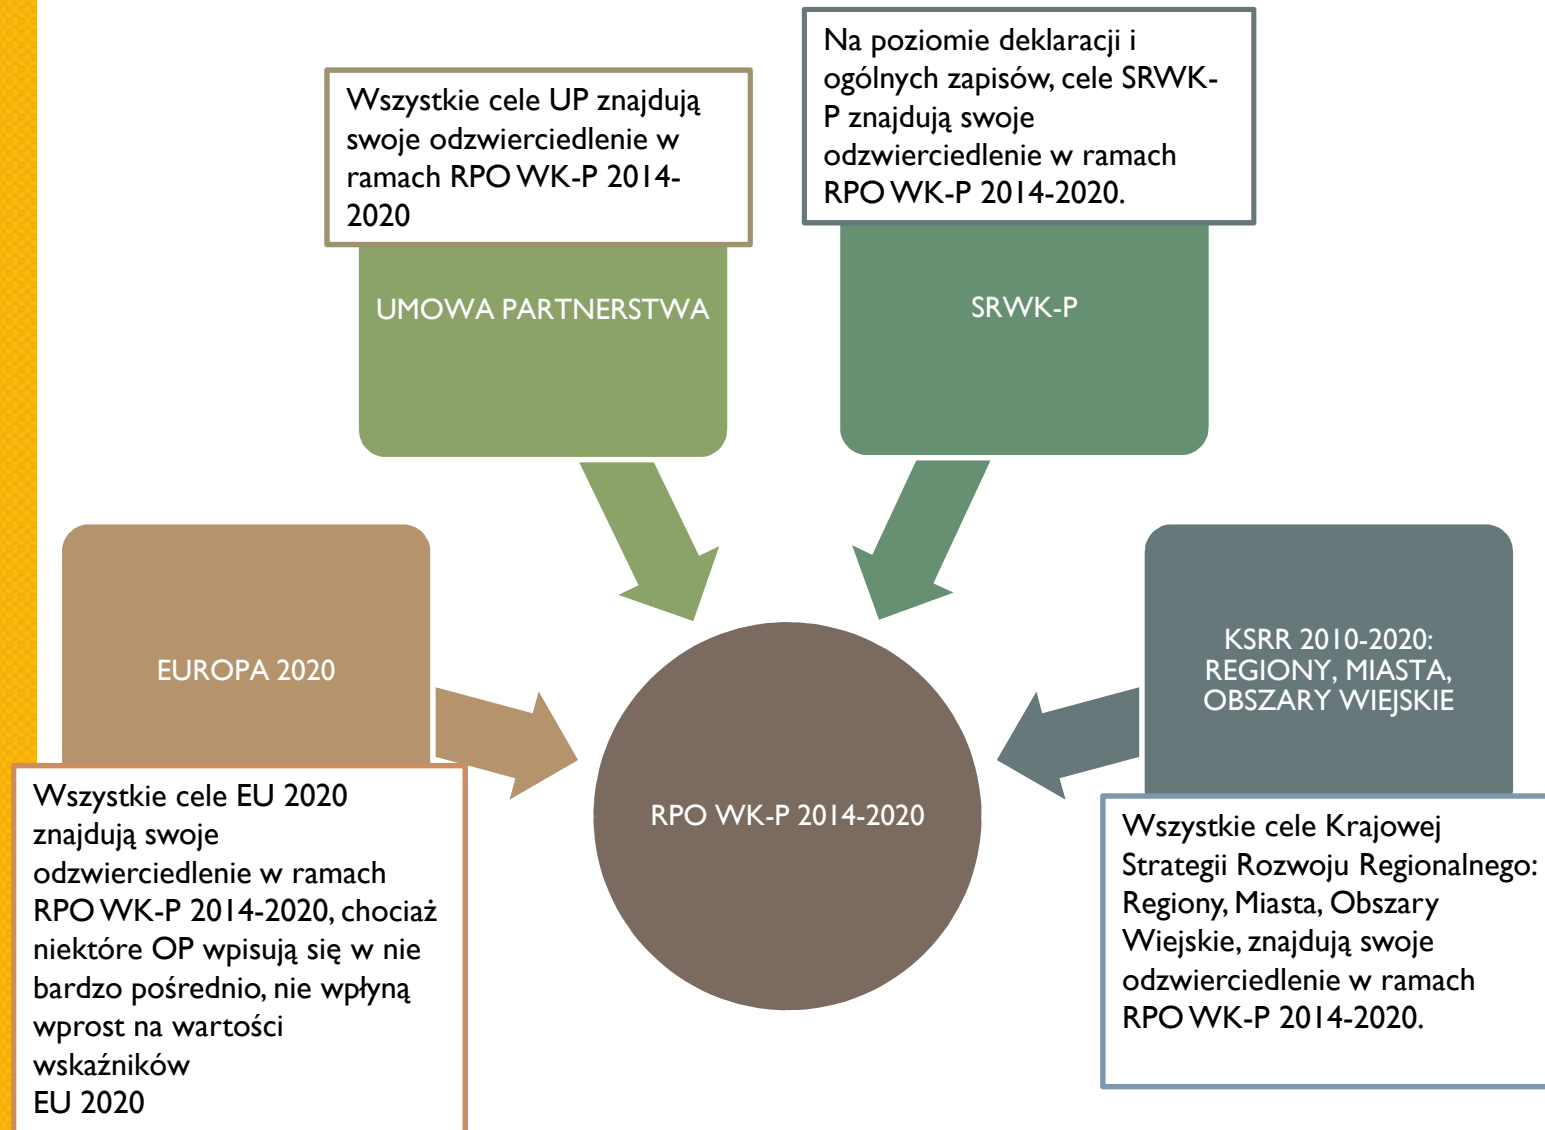 Wszystkie cele UP znajdują
swoje odzwierciedlenie w
ramach RPO WK-P 2014-
2020
UMOWA PARTNERSTWA
Na poziomie deklaracji i
ogólnych zapisów, cele SRWK-
P znajdują swoje
odzwierciedlenie w ramach
RPO WK-P 2014-2020.
SRWK-P
EUROPA 2020
Wszystkie cele EU 2020
znajdują swoje
odzwierciedlenie w ramach
RPO WK-P 2014-2020, chociaż
niektóre OP wpisują się w nie
bardzo pośrednio, nie wpłyną
wprost na wartości
wskaźników
EU 2020
RPO WK-P 2014-2020
KSRR 2010-2020:
REGIONY, MIASTA,
OBSZARY WIEJSKIE
Wszystkie cele Krajowej
Strategii Rozwoju Regionalnego:
Regiony, Miasta, Obszary
Wiejskie, znajdują swoje
odzwierciedlenie w ramach
RPO WK-P 2014-2020.